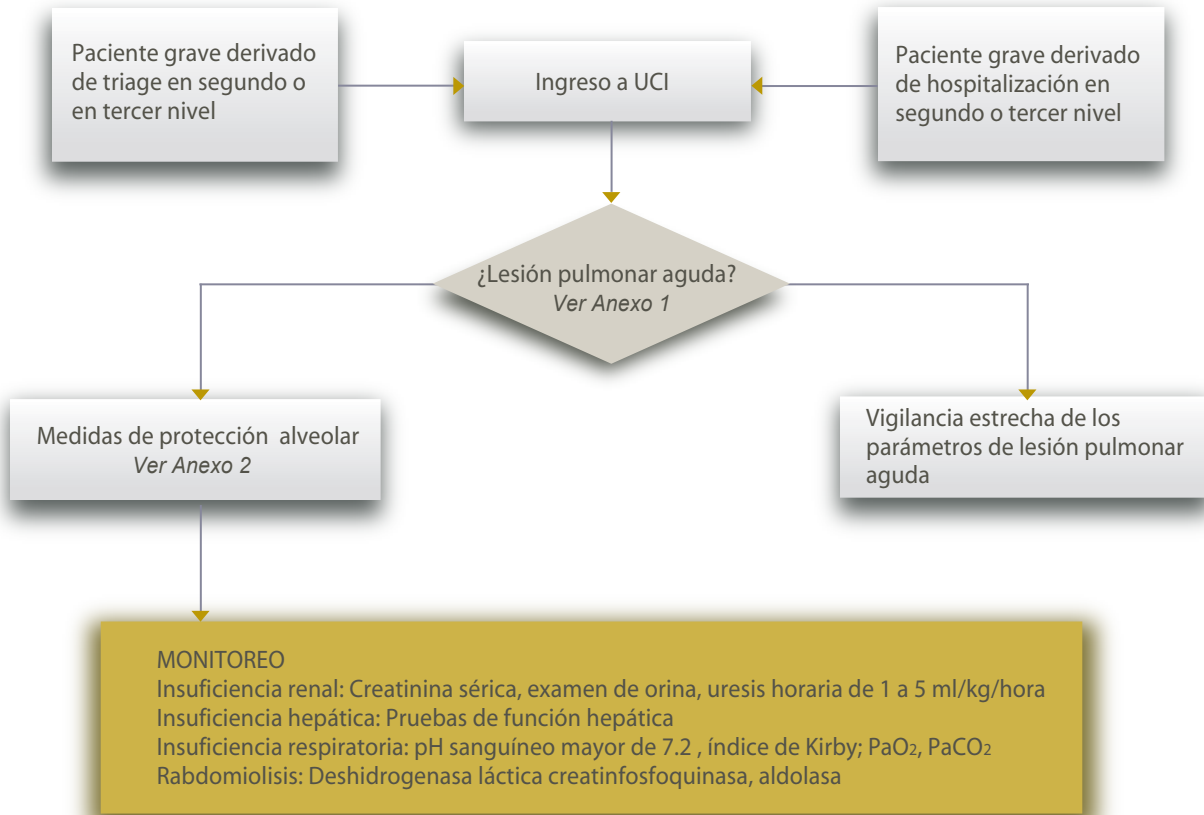 Paciente grave derivado
de triage en segundo o
en tercer nivel
Ingreso a UCI
Paciente grave derivado
de hospitalización en
segundo o tercer nivel
¿Lesión pulmonar aguda?
Ver Anexo 1
Medidas de protección alveolar
Ver Anexo 2
Vigilancia estrecha de los
parámetros de lesión pulmonar
aguda
MONITOREO
Insuficiencia renal: Creatinina sérica, examen de orina, uresis horaria de 1 a 5 ml/kg/hora
Insuficiencia hepática: Pruebas de función hepática
Insuficiencia respiratoria: pH sanguíneo mayor de 7.2 , índice de Kirby; PaO₂, PaCO₂
Rabdomiolisis: Deshidrogenasa láctica creatinfosfoquinasa, aldolasa